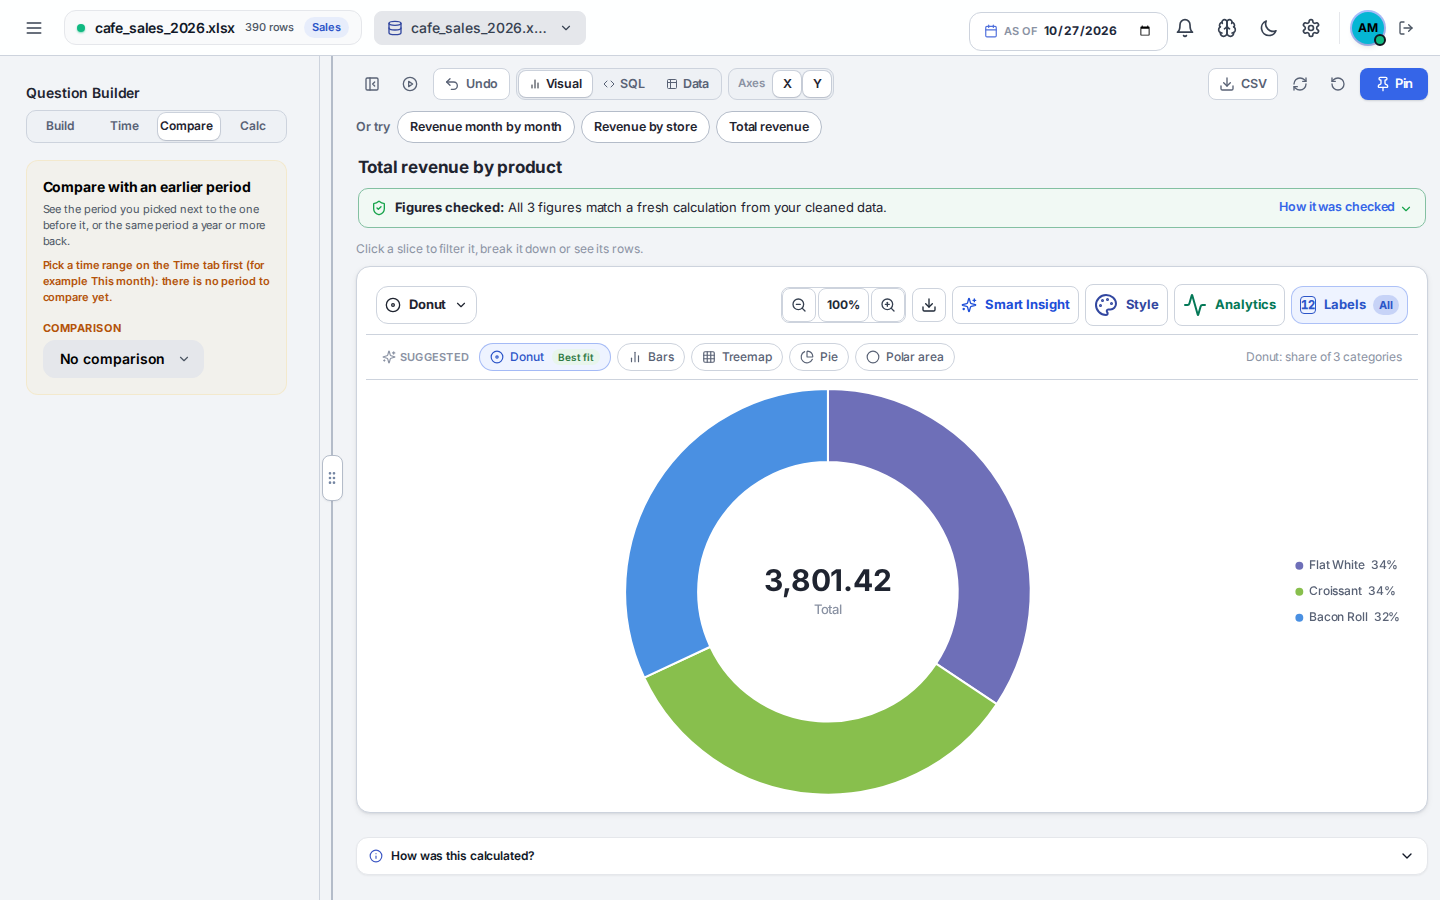 cafe_sales_2026.xlsx 390 rows Sales
cafe_sales_2026.x...
AS OF 10/27/2026
AM
Question Builder
Build Time Compare Calc
Compare with an earlier period
See the period you picked next to the one
before it, or the same period a year or more
back.
Pick a time range on the Time tab first (for
example This month): there is no period to
compare yet.
COMPARISON
No comparison
Undo Visual SQL Data Axes X Y CSV Pin
Or try Revenue month by month Revenue by store Total revenue
Total revenue by product
Figures checked: All 3 figures match a fresh calculation from your cleaned data. How it was checked
Click a slice to filter it, break it down or see its rows.
Donut 100% Smart Insight Style Analytics 12 Labels All
SUGGESTED Donut Best fit Bars Treemap Pie Polar area Donut: share of 3 categories
3,801.42
Total
Flat White 34%
Croissant 34%
Bacon Roll 32%
How was this calculated?